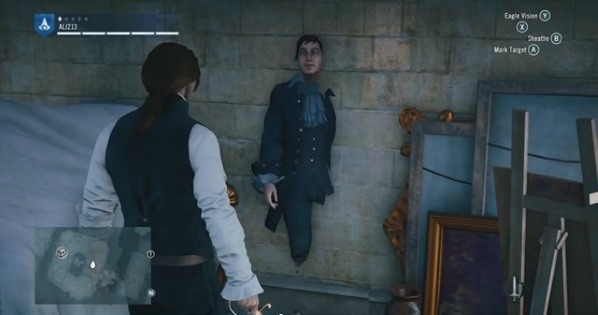 ALI213
Eagle Vision Y
X
Sheathe B
Mark Target A